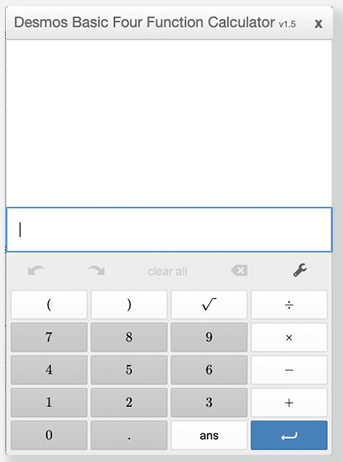 Desmos Basic Four Function Calculator v1.5 x
clear all
( ) √ ÷
7 8 9 ×
4 5 6 −
1 2 3 +
0 . ans